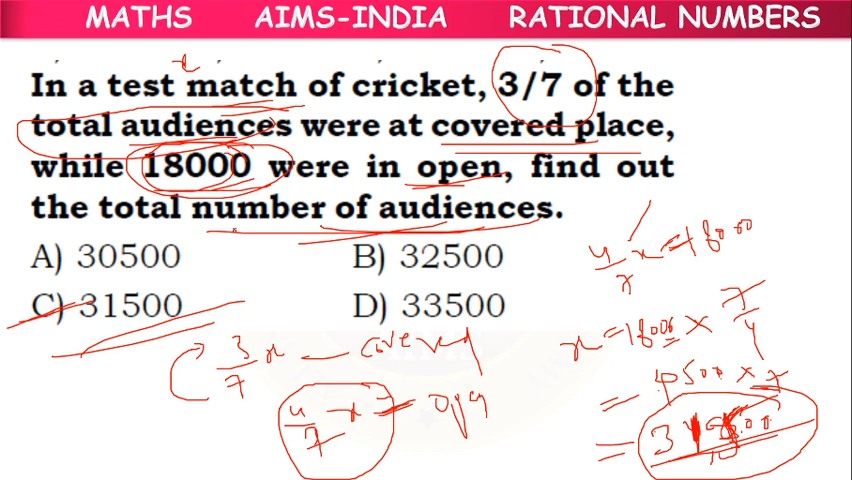 MATHS AIMS-INDIA RATIONAL NUMBERS
x
In a test match of cricket, 3/7 of the
total audiences were at covered place,
while 18000 were in open, find out
the total number of audiences.
A) 30500 B) 32500
C) 31500 D) 33500
4/7 x = 18000
x = 18000 × 7/4
= 4500 × 7
= 31500
3/7 x — covered
4/7 x = open